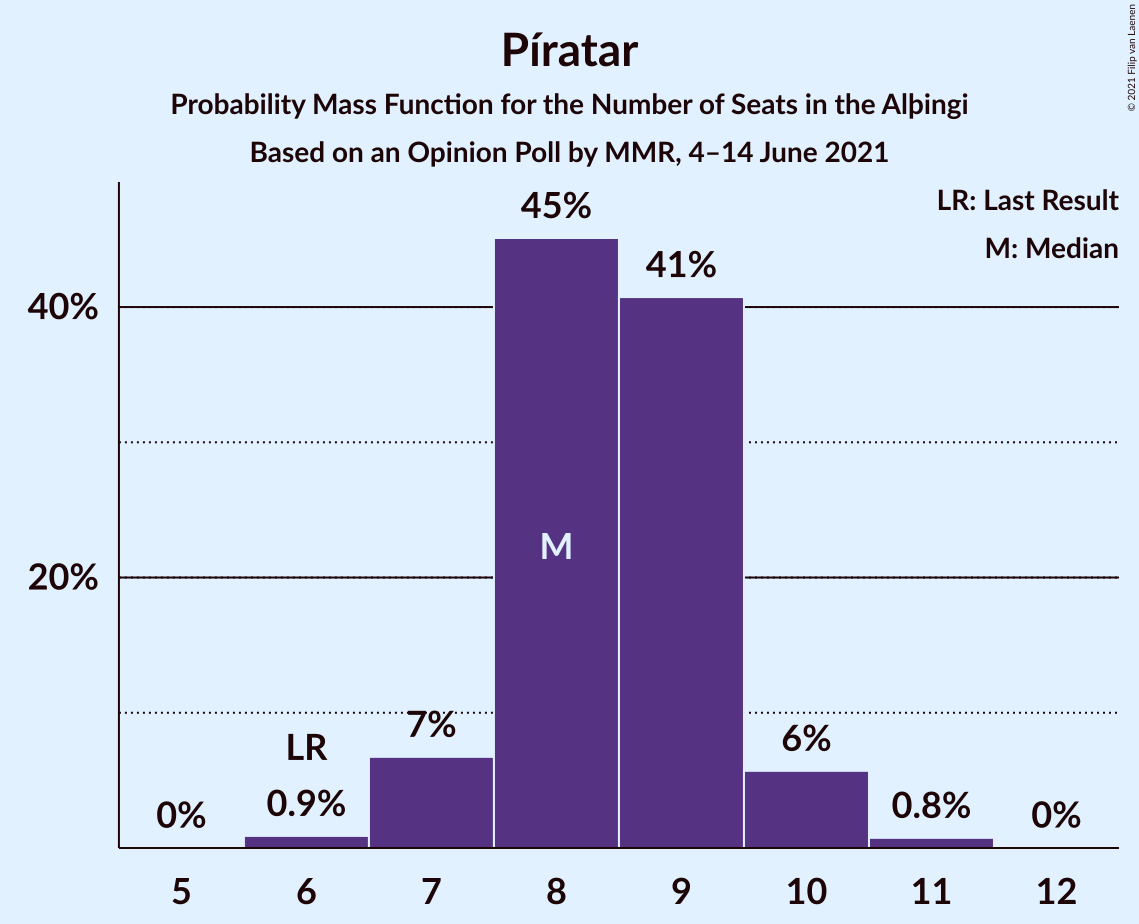 Píratar
Probability Mass Function for the Number of Seats in the Alþingi
Based on an Opinion Poll by MMR, 4–14 June 2021
© 2021 Filip van Laenen
LR: Last Result
M: Median
45%
41%
40%
M
20%
7%
6%
LR
0%
0.9%
0.8%
0%
5 6 7 8 9 10 11 12